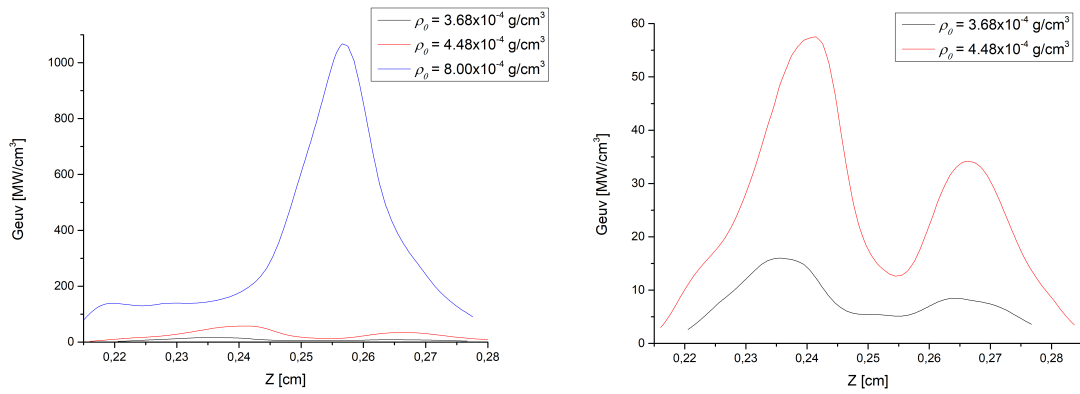 ρ₀ = 3.68x10⁻⁴ g/cm³
ρ₀ = 4.48x10⁻⁴ g/cm³
ρ₀ = 8.00x10⁻⁴ g/cm³
1000
800
600
400
200
0
Geuv [MW/cm³]
0,22 0,23 0,24 0,25 0,26 0,27 0,28
Z [cm]
ρ₀ = 3.68x10⁻⁴ g/cm³
ρ₀ = 4.48x10⁻⁴ g/cm³
60
50
40
30
20
10
0
Geuv [MW/cm³]
0,22 0,23 0,24 0,25 0,26 0,27 0,28
Z [cm]